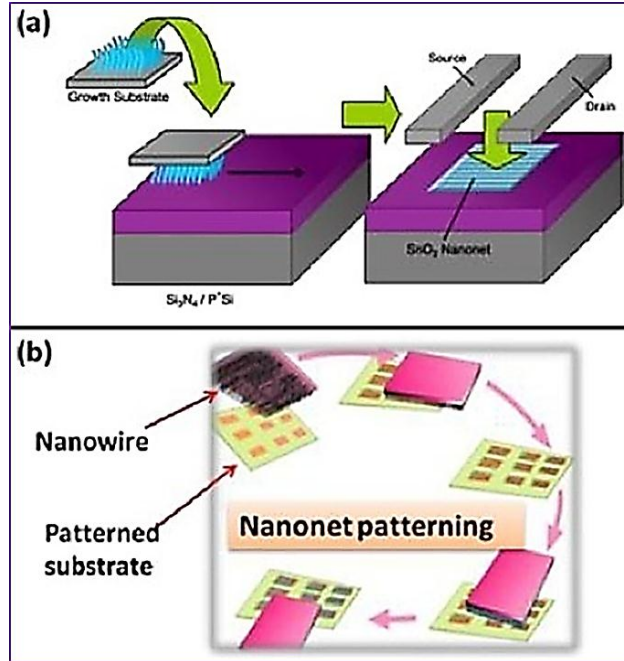 (a)
Growth Substrate
Source
Drain
SnO₂ Nanonet
Si₃N₄ / P⁺Si
(b)
Nanowire
Patterned
substrate
Nanonet patterning